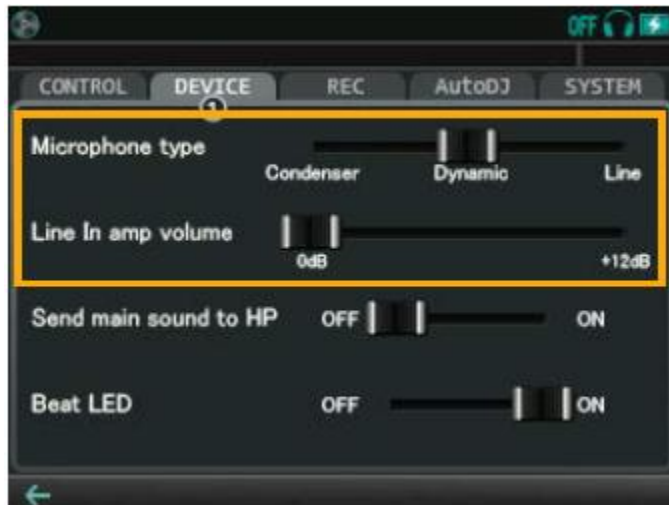 OFF
CONTROL DEVICE REC AutoDJ SYSTEM
1
Microphone type
Condenser Dynamic Line
Line In amp volume
0dB +12dB
Send main sound to HP OFF ON
Beat LED OFF ON